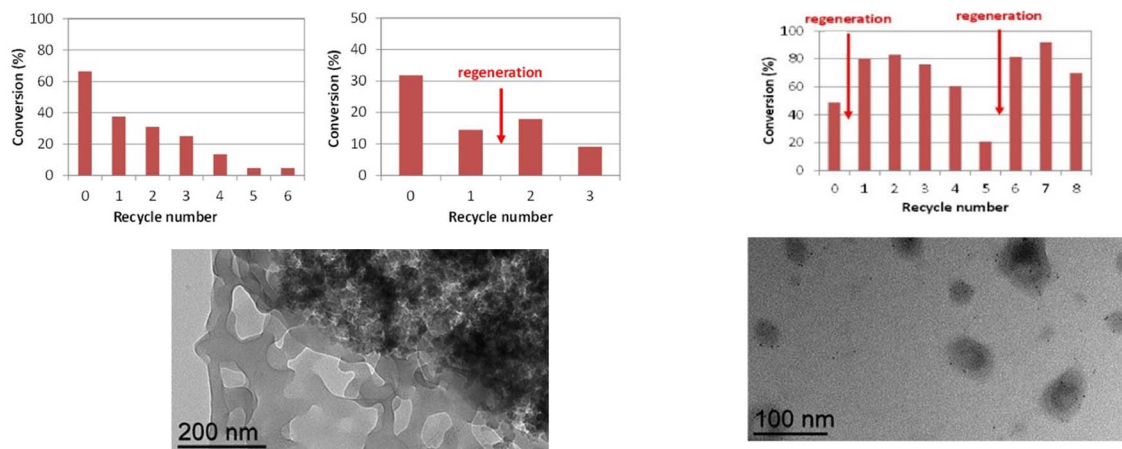 100
80
60
40
20
0
Conversion (%)
0 1 2 3 4 5 6
Recycle number
50
40
30
20
10
0
Conversion (%)
regeneration
0 1 2 3
Recycle number
regeneration
regeneration
100
80
60
40
20
0
Conversion (%)
0 1 2 3 4 5 6 7 8
Recycle number
200 nm
100 nm